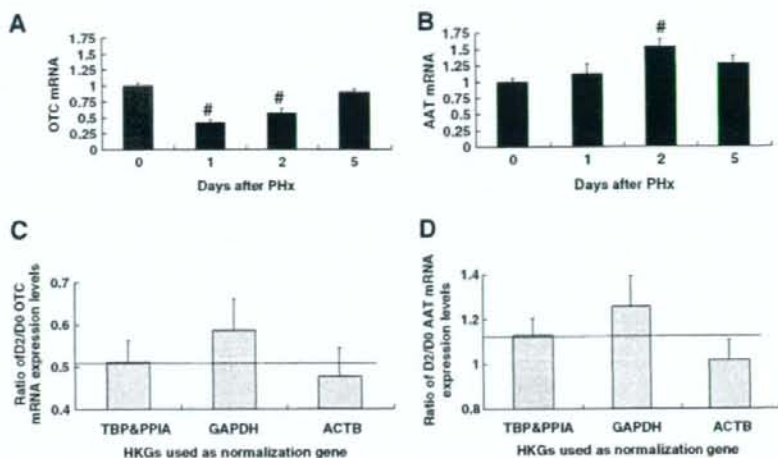 A
OTC mRNA
1.75
1.5
1.25
1
0.75
0.5
0.25
0
#
#
0 1 2 5
Days after PHx
B
AAT mRNA
1.75
1.5
1.25
1
0.75
0.5
0.25
0
#
0 1 2 5
Days after PHx
C
Ratio of D2/D0 OTC
mRNA expression levels
0.7
0.6
0.5
0.4
TBP&PPIA GAPDH ACTB
HKGs used as normalization gene
D
Ratio of D2/D0 AAT mRNA
expression levels
1.4
1.2
1
0.8
TBP&PPIA GAPDH ACTB
HKGs used as normalization gene